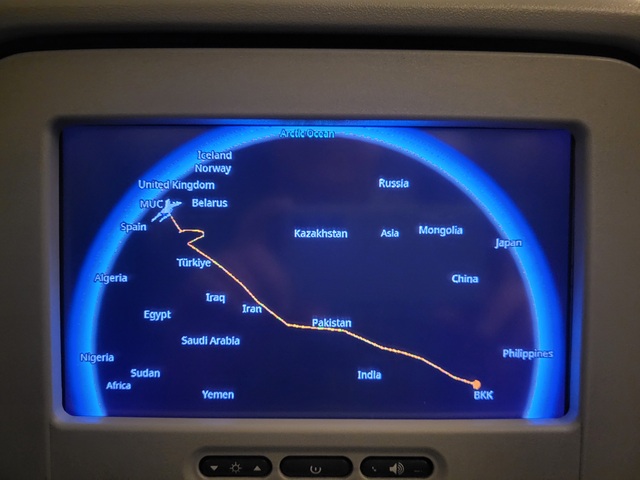 Arctic Ocean
Iceland
Norway
United Kingdom
Russia
MUC
Belarus
Spain
Kazakhstan
Asia
Mongolia
Japan
Türkiye
Algeria
China
Iraq
Iran
Egypt
Pakistan
Saudi Arabia
Nigeria
Philippines
Sudan
India
Africa
Yemen
BKK